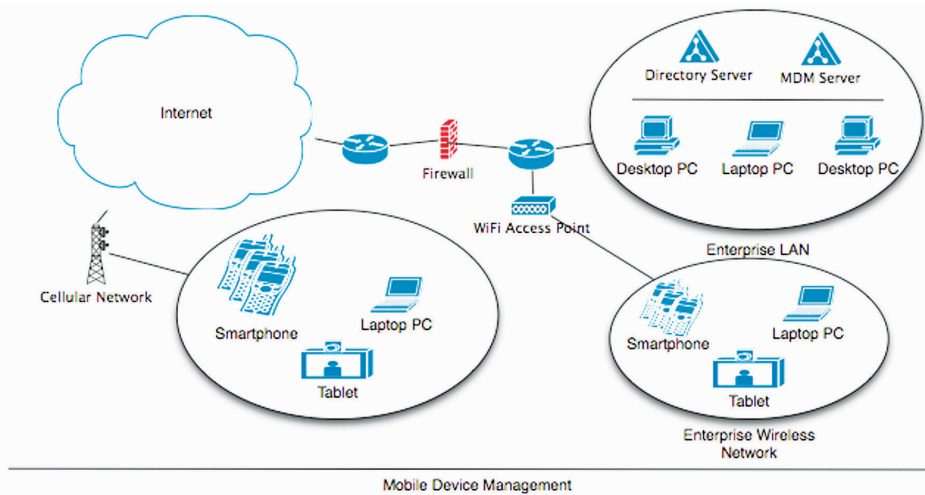 Directory Server
MDM Server
Internet
Firewall
Desktop PC
Laptop PC
Desktop PC
WiFi Access Point
Enterprise LAN
Cellular Network
Smartphone
Laptop PC
Tablet
Smartphone
Laptop PC
Tablet
Enterprise Wireless
Network
Mobile Device Management